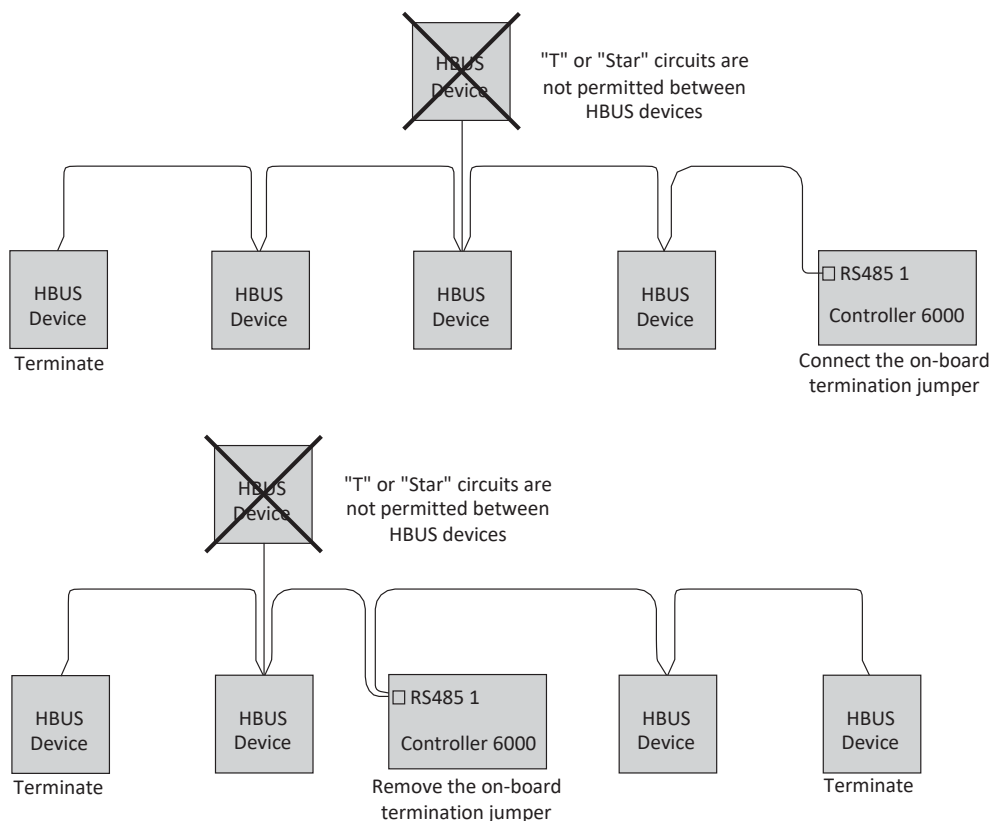 HBUS
Device
"T" or "Star" circuits are
not permitted between
HBUS devices
HBUS
Device
Terminate
HBUS
Device
HBUS
Device
HBUS
Device
RS485 1
Controller 6000
Connect the on-board
termination jumper
HBUS
Device
"T" or "Star" circuits are
not permitted between
HBUS devices
HBUS
Device
Terminate
HBUS
Device
RS485 1
Controller 6000
Remove the on-board
termination jumper
HBUS
Device
HBUS
Device
Terminate